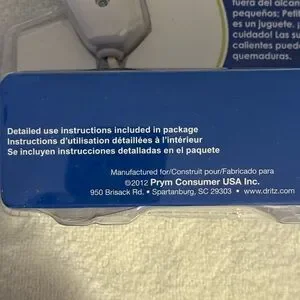 fuera del alcan
pequeños; Petit
es un juguete. ¡
cuidado! Las su
calientes puede
quemaduras.
Detailed use instructions included in package
Instructions d'utilisation détaillées à l'intérieur
Se incluyen instrucciones detalladas en el paquete
Manufactured for/Construit pour/Fabricado para
©2012 Prym Consumer USA Inc.
950 Brisack Rd. • Spartanburg, SC 29303 • www.dritz.com